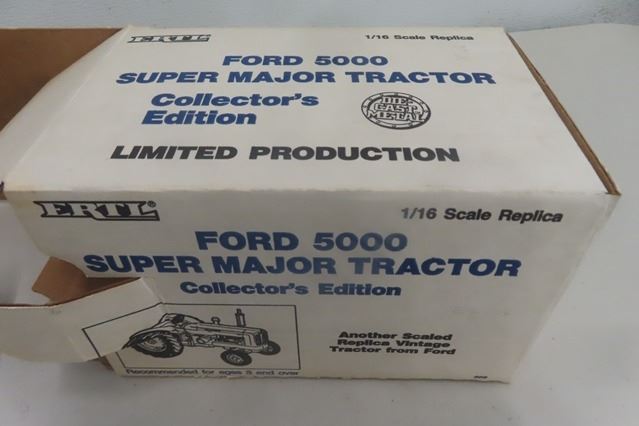 ERTL
1/16 Scale Replica
FORD 5000
SUPER MAJOR TRACTOR
Collector's
Edition
DIE-
CAST
METAL
LIMITED PRODUCTION
ERTL®
1/16 Scale Replica
FORD 5000
SUPER MAJOR TRACTOR
Collector's Edition
Another Scaled
Replica Vintage
Tractor from Ford
Recommended for ages 5 and over